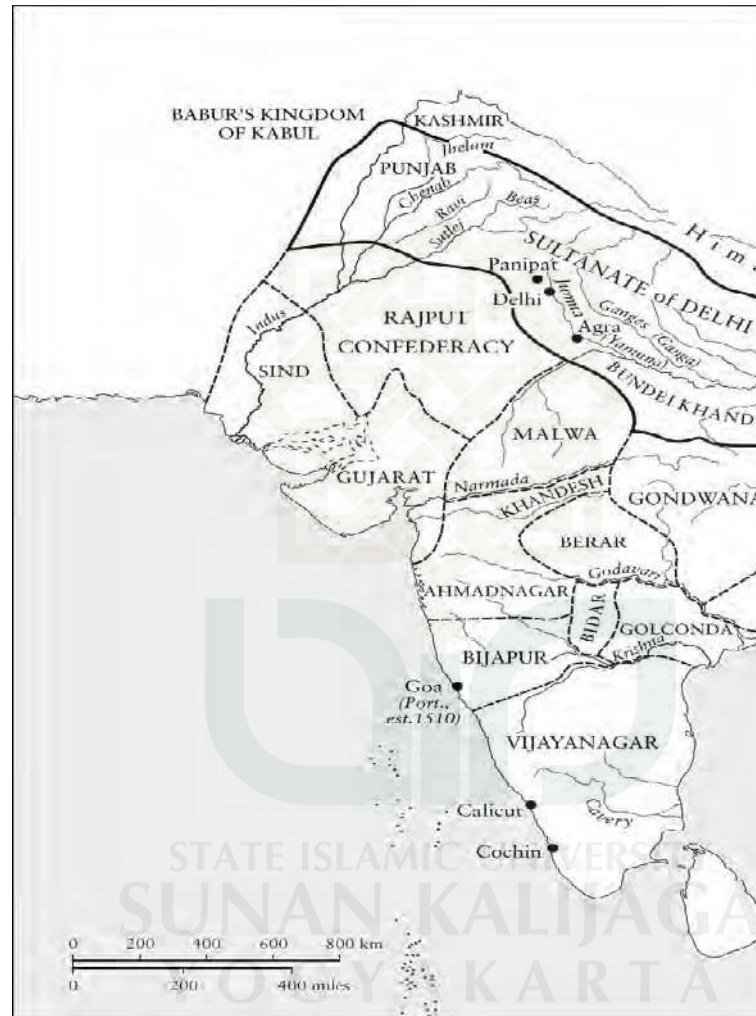 BABUR'S KINGDOM
OF KABUL
KASHMIR
Jhelum
PUNJAB
Chenab
Ravi
Beas
Sutlej
Him
SULTANATE of DELHI
Panipat
Delhi
Jumna
(Yamuna)
Ganges
(Ganga)
Agra
Indus
RAJPUT
CONFEDERACY
SIND
BUNDELKHAND
MALWA
GUJARAT
Narmada
KHANDESH
GONDWANA
BERAR
Godavari
AHMADNAGAR
BIDAR
GOLCONDA
Krishna
BIJAPUR
Goa
(Port.,
est.1510)
VIJAYANAGAR
Calicut
Cavery
Cochin
STATE ISLAMIC UNIVERSITY
SUNAN KALIJAGA
YOGYAKARTA
0 200 400 600 800 km
0 200 400 miles